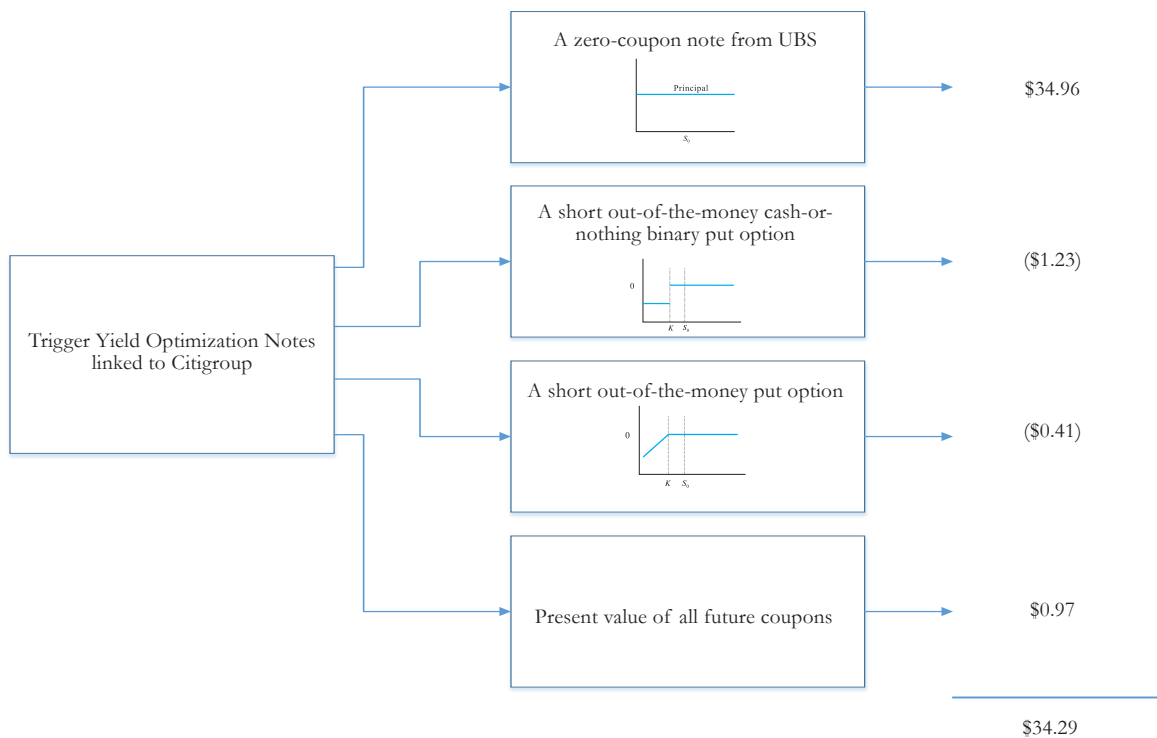 A zero-coupon note from UBS
Principal
S₀
$34.96
A short out-of-the-money cash-or-
nothing binary put option
0
K S₀
($1.23)
Trigger Yield Optimization Notes
linked to Citigroup
A short out-of-the-money put option
0
K S₀
($0.41)
Present value of all future coupons
$0.97
$34.29